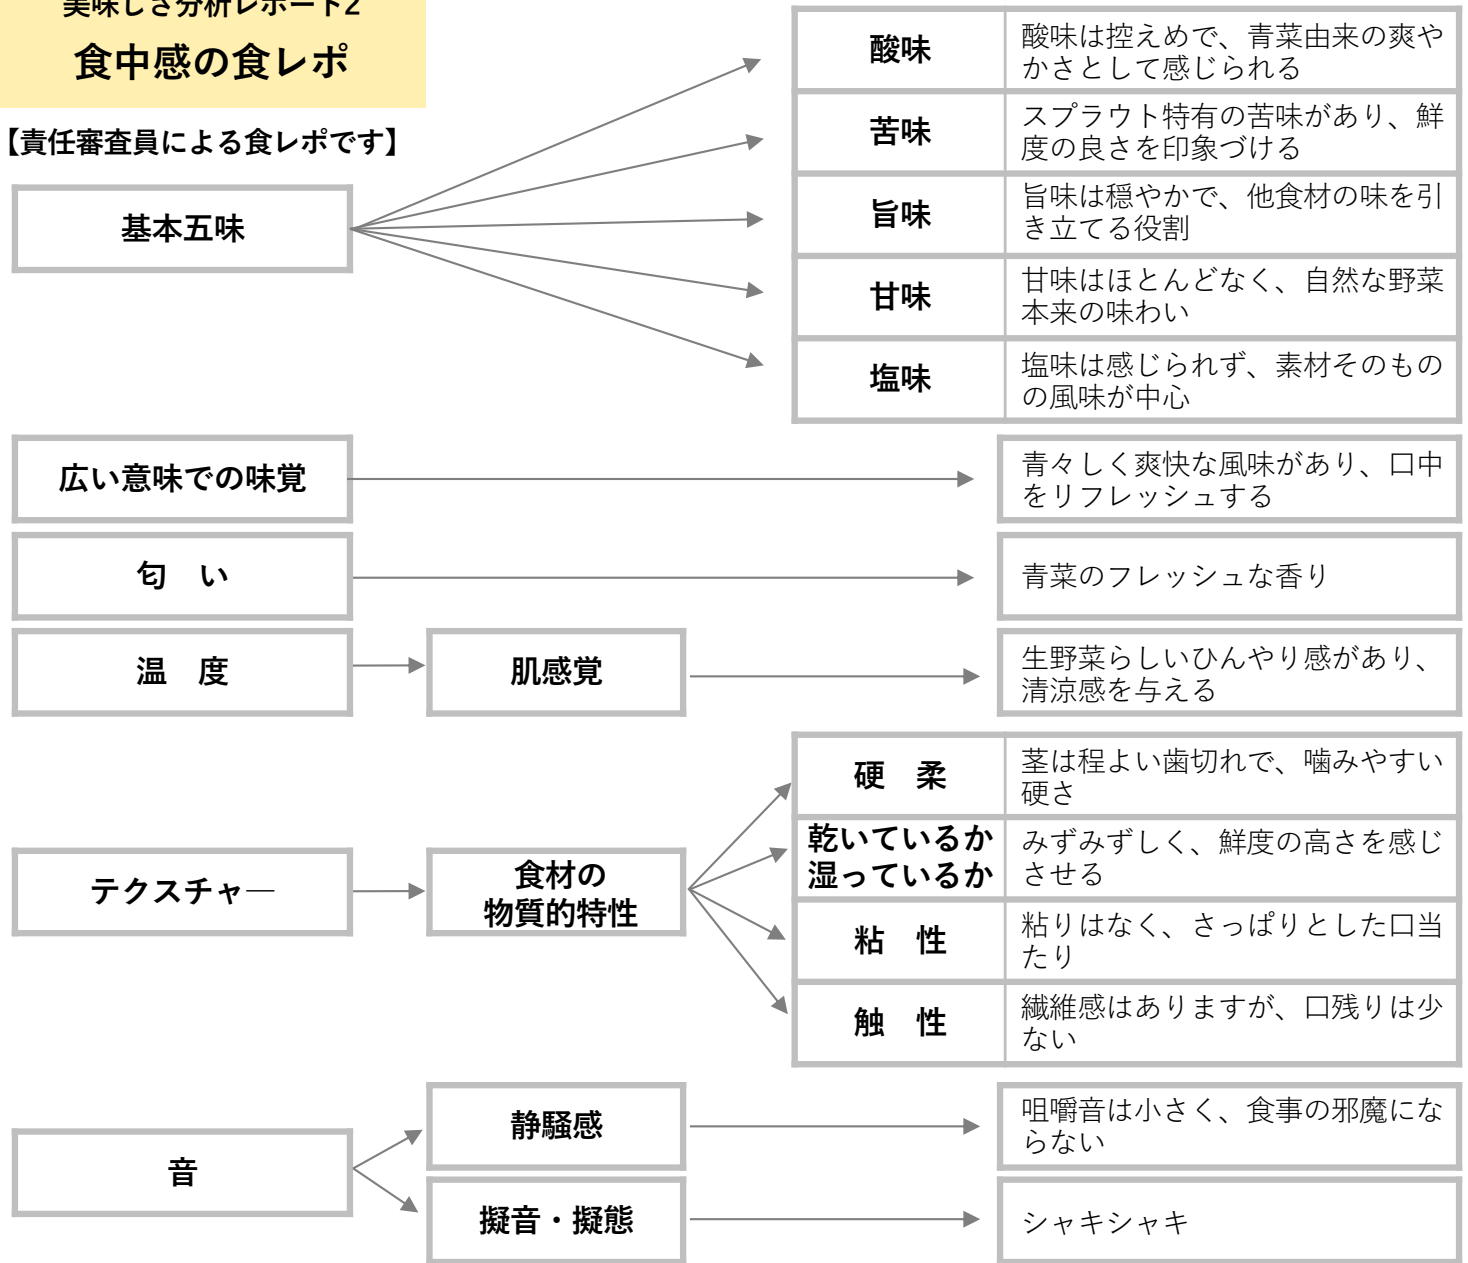 美味しさ分析レポート2
食中感の食レポ
【責任審査員による食レポです】
基本五味
酸味
酸味は控えめで、青菜由来の爽や
かさとして感じられる
苦味
スプラウト特有の苦味があり、鮮
度の良さを印象づける
旨味
旨味は穏やかで、他食材の味を引
き立てる役割
甘味
甘味はほとんどなく、自然な野菜
本来の味わい
塩味
塩味は感じられず、素材そのもの
の風味が中心
広い意味での味覚
青々しく爽快な風味があり、口中
をリフレッシュする
匂　い
青菜のフレッシュな香り
温　度
肌感覚
生野菜らしいひんやり感があり、
清涼感を与える
テクスチャ―
食材の
物質的特性
硬　柔
茎は程よい歯切れで、噛みやすい
硬さ
乾いているか
湿っているか
みずみずしく、鮮度の高さを感じ
させる
粘　性
粘りはなく、さっぱりとした口当
たり
触　性
繊維感はありますが、口残りは少
ない
音
静騒感
咀嚼音は小さく、食事の邪魔にな
らない
擬音・擬態
シャキシャキ